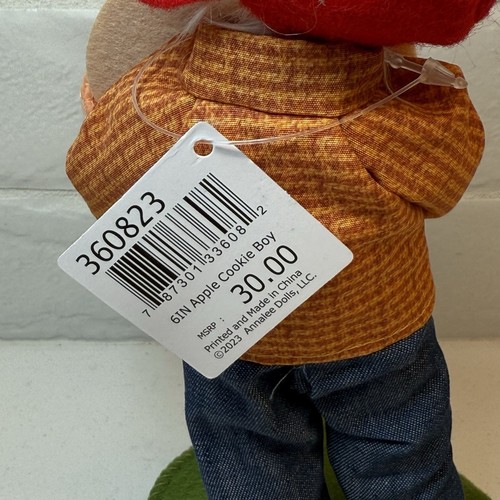 360823
7 87301 33608 2
6IN Apple Cookie Boy
MSRP : 30.00
Printed and Made in China
©2023 Annalee Dolls, LLC.